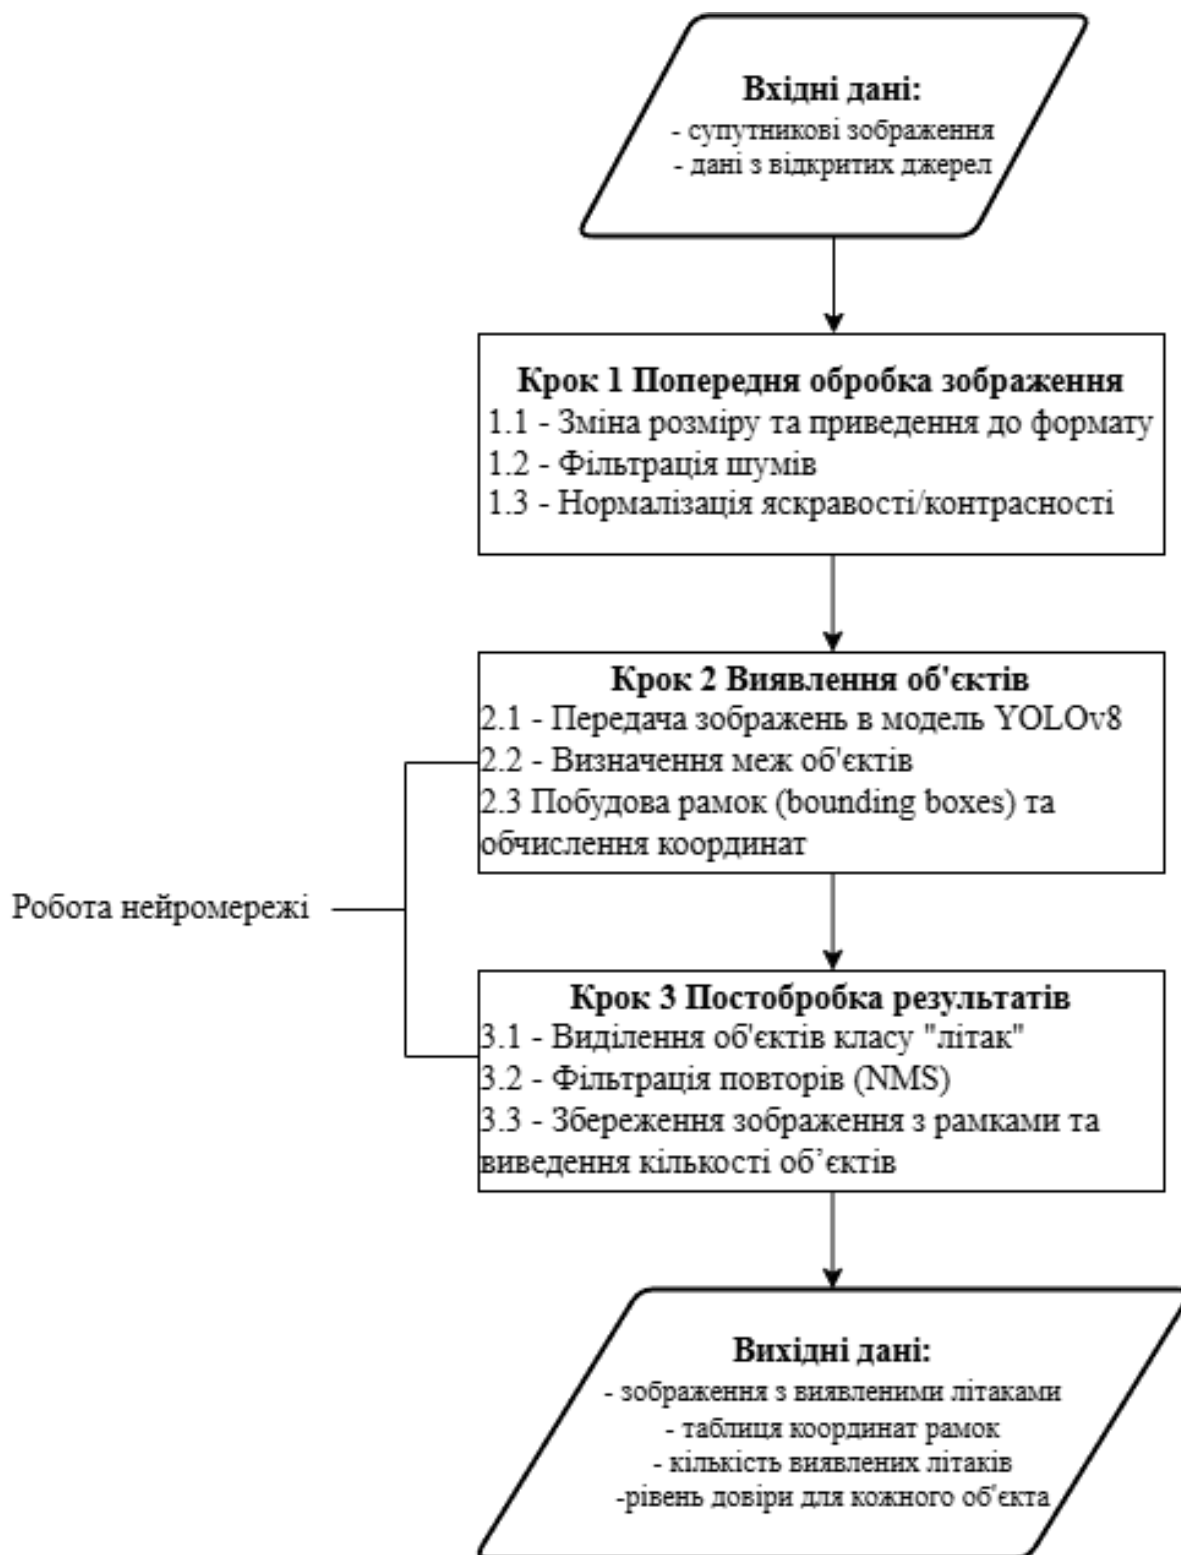 Вхідні дані:
- супутникові зображення
- дані з відкритих джерел
Крок 1 Попередня обробка зображення
1.1 - Зміна розміру та приведення до формату
1.2 - Фільтрація шумів
1.3 - Нормалізація яскравості/контрасності
Крок 2 Виявлення об'єктів
2.1 - Передача зображень в модель YOLOv8
2.2 - Визначення меж об'єктів
2.3 Побудова рамок (bounding boxes) та
обчислення координат
Робота нейромережі
Крок 3 Постобробка результатів
3.1 - Виділення об'єктів класу "літак"
3.2 - Фільтрація повторів (NMS)
3.3 - Збереження зображення з рамками та
виведення кількості об’єктів
Вихідні дані:
- зображення з виявленими літаками
- таблиця координат рамок
- кількість виявлених літаків
-рівень довіри для кожного об'єкта